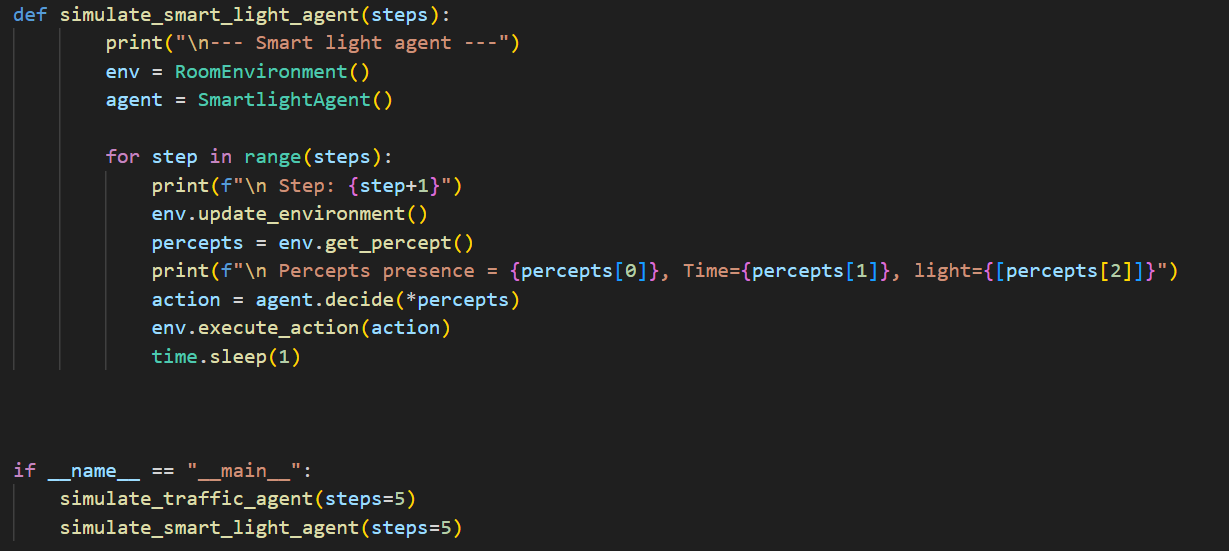 def simulate_smart_light_agent(steps):
        print("\n--- Smart light agent ---")
        env = RoomEnvironment()
        agent = SmartlightAgent()

        for step in range(steps):
            print(f"\n Step: {step+1}")
            env.update_environment()
            percepts = env.get_percept()
            print(f"\n Percepts presence = {percepts[0]}, Time={percepts[1]}, light={[percepts[2]]}")
            action = agent.decide(*percepts)
            env.execute_action(action)
            time.sleep(1)

if __name__ == "__main__":
    simulate_traffic_agent(steps=5)
    simulate_smart_light_agent(steps=5)